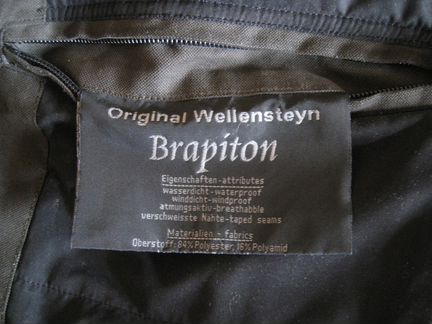 Original Wellensteyn
Brapiton
Eigenschaften-attributes
wasserdicht-waterproof
winddicht-windproof
atmungsaktiv-breathabble
verschweisste Nähte-taped seams
Materialien - fabrics
Oberstoff: 84% Polyester, 16% Polyamid